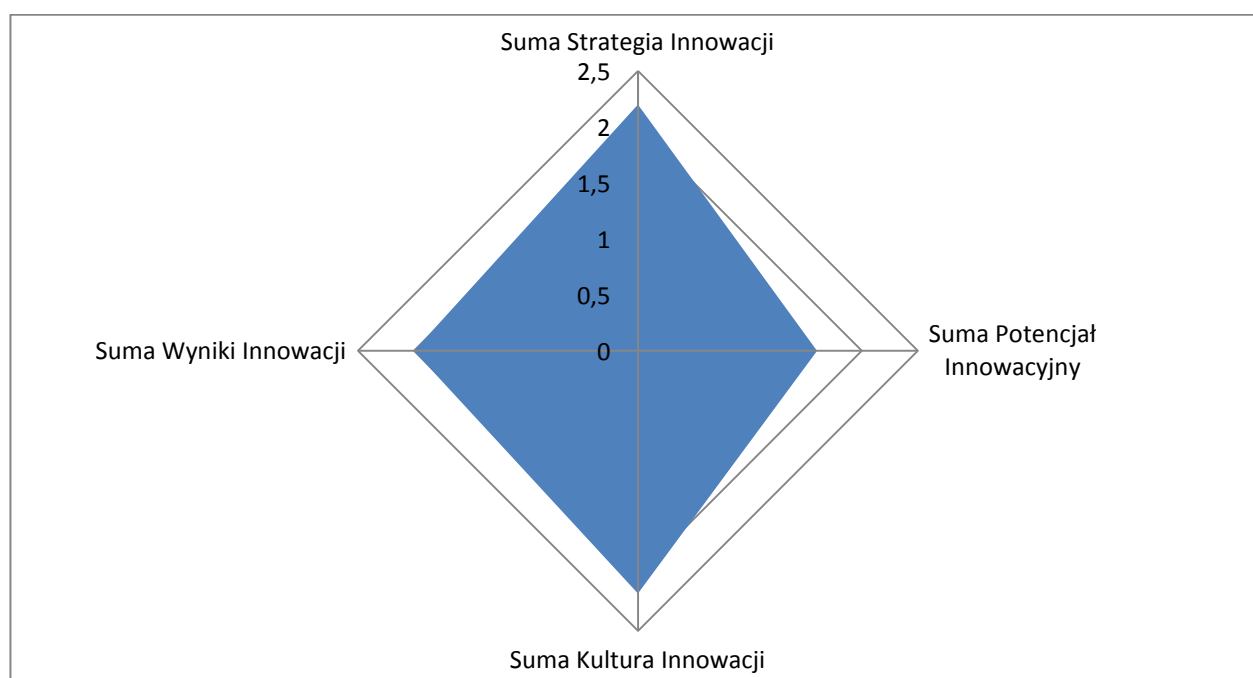 Suma Strategia Innowacji
2,5
2
1,5
1
0,5
0
Suma Wyniki Innowacji
Suma Potencjał
Innowacyjny
Suma Kultura Innowacji